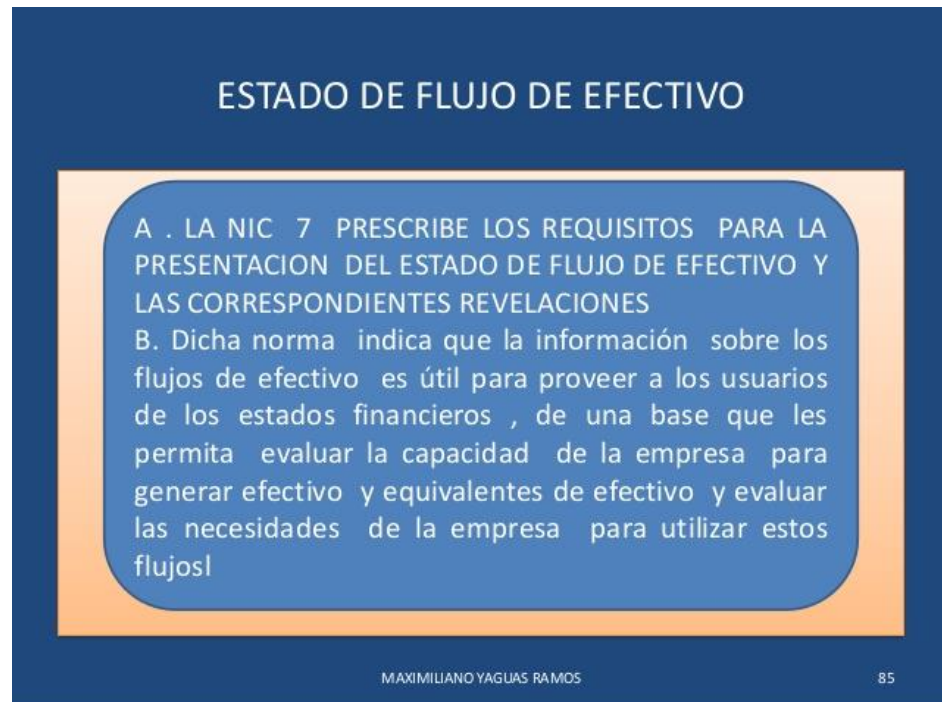 ESTADO DE FLUJO DE EFECTIVO
A . LA NIC 7 PRESCRIBE LOS REQUISITOS PARA LA
PRESENTACION DEL ESTADO DE FLUJO DE EFECTIVO Y
LAS CORRESPONDIENTES REVELACIONES
B. Dicha norma indica que la información sobre los
flujos de efectivo es útil para proveer a los usuarios
de los estados financieros , de una base que les
permita evaluar la capacidad de la empresa para
generar efectivo y equivalentes de efectivo y evaluar
las necesidades de la empresa para utilizar estos
flujosl
MAXIMILIANO YAGUAS RAMOS 85